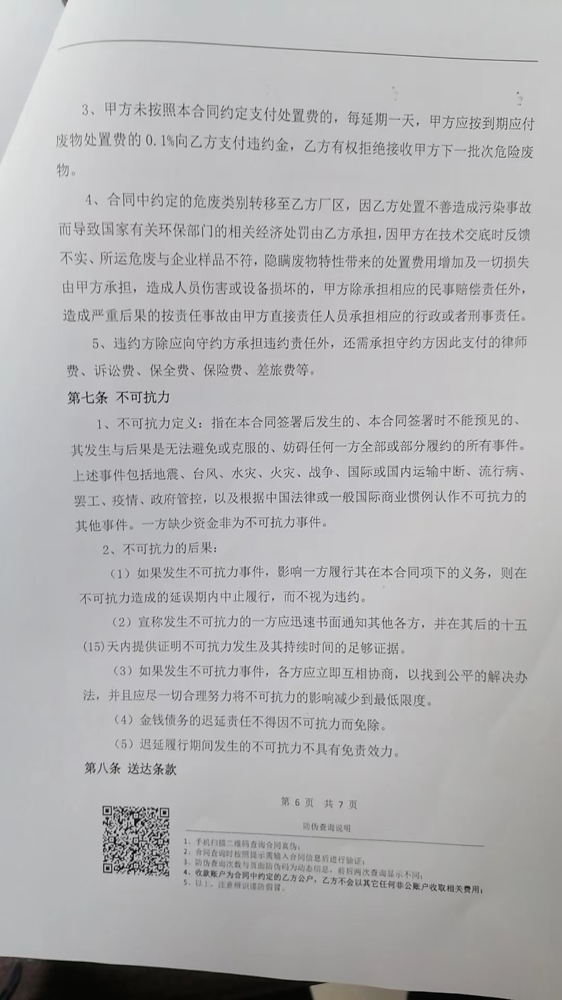 3、甲方未按照本合同约定支付处置费的，每延期一天，甲方应按到期应付
废物处置费的 0.1%向乙方支付违约金，乙方有权拒绝接收甲方下一批次危险废
物。
4、合同中约定的危废类别转移至乙方厂区，因乙方处置不善造成污染事故
而导致国家有关环保部门的相关经济处罚由乙方承担，因甲方在技术交底时反馈
不实、所运危废与企业样品不符，隐瞒废物特性带来的处置费用增加及一切损失
由甲方承担，造成人员伤害或设备损坏的，甲方除承担相应的民事赔偿责任外，
造成严重后果的按责任事故由甲方直接责任人员承担相应的行政或者刑事责任。
5、违约方除应向守约方承担违约责任外，还需承担守约方因此支付的律师
费、诉讼费、保全费、保险费、差旅费等。
第七条 不可抗力
1、不可抗力定义：指在本合同签署后发生的、本合同签署时不能预见的、
其发生与后果是无法避免或克服的、妨碍任何一方全部或部分履约的所有事件。
上述事件包括地震、台风、水灾、火灾、战争、国际或国内运输中断、流行病、
罢工、疫情、政府管控，以及根据中国法律或一般国际商业惯例认作不可抗力的
其他事件。一方缺少资金非为不可抗力事件。
2、不可抗力的后果：
（1）如果发生不可抗力事件，影响一方履行其在本合同项下的义务，则在
不可抗力造成的延误期内中止履行，而不视为违约。
（2）宣称发生不可抗力的一方应迅速书面通知其他各方，并在其后的十五
(15)天内提供证明不可抗力发生及其持续时间的足够证据。
（3）如果发生不可抗力事件，各方应立即互相协商，以找到公平的解决办
法，并且应尽一切合理努力将不可抗力的影响减少到最低限度。
（4）金钱债务的迟延责任不得因不可抗力而免除。
（5）迟延履行期间发生的不可抗力不具有免责效力。
第八条 送达条款
第 6 页 共 7 页
防伪查询说明
1、手机扫描二维码查询合同真伪；
2、合同查询时按照提示需输入合同信息后进行验证；
3、防伪查询次数与页面防伪码为动态信息，前后两次查询显示不同；
4、收款账户为合同中约定的乙方公户，乙方不会以其它任何非公账户收取相关费用；
5、以上，注意辨识谨防假冒。